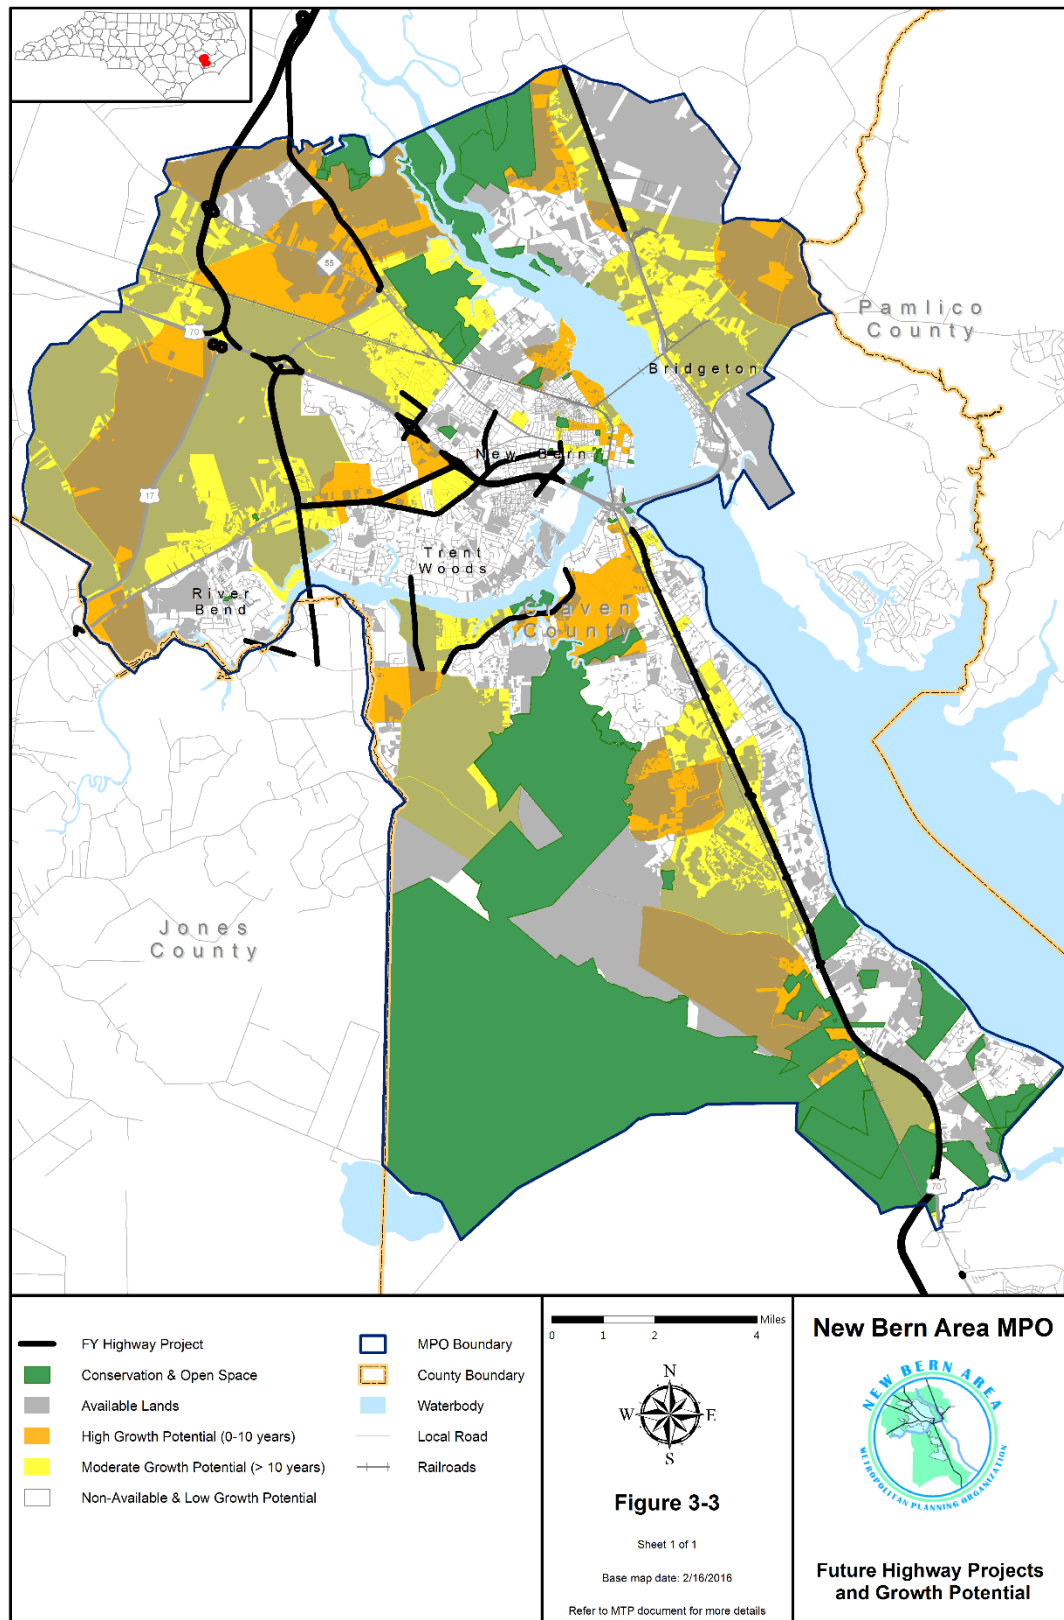 Pamlico
County
55
70
Bridgeton
New Bern
17
Trent
Woods
River
Bend
Craven
County
Jones
County
70
FY Highway Project
Conservation & Open Space
Available Lands
High Growth Potential (0-10 years)
Moderate Growth Potential (> 10 years)
Non-Available & Low Growth Potential
MPO Boundary
County Boundary
Waterbody
Local Road
Railroads
Miles
0 1 2 4
N
W E
S
Figure 3-3
Sheet 1 of 1
Base map date: 2/16/2016
Refer to MTP document for more details
New Bern Area MPO
NEW BERN AREA
METROPOLITAN PLANNING ORGANIZATION
Future Highway Projects
and Growth Potential